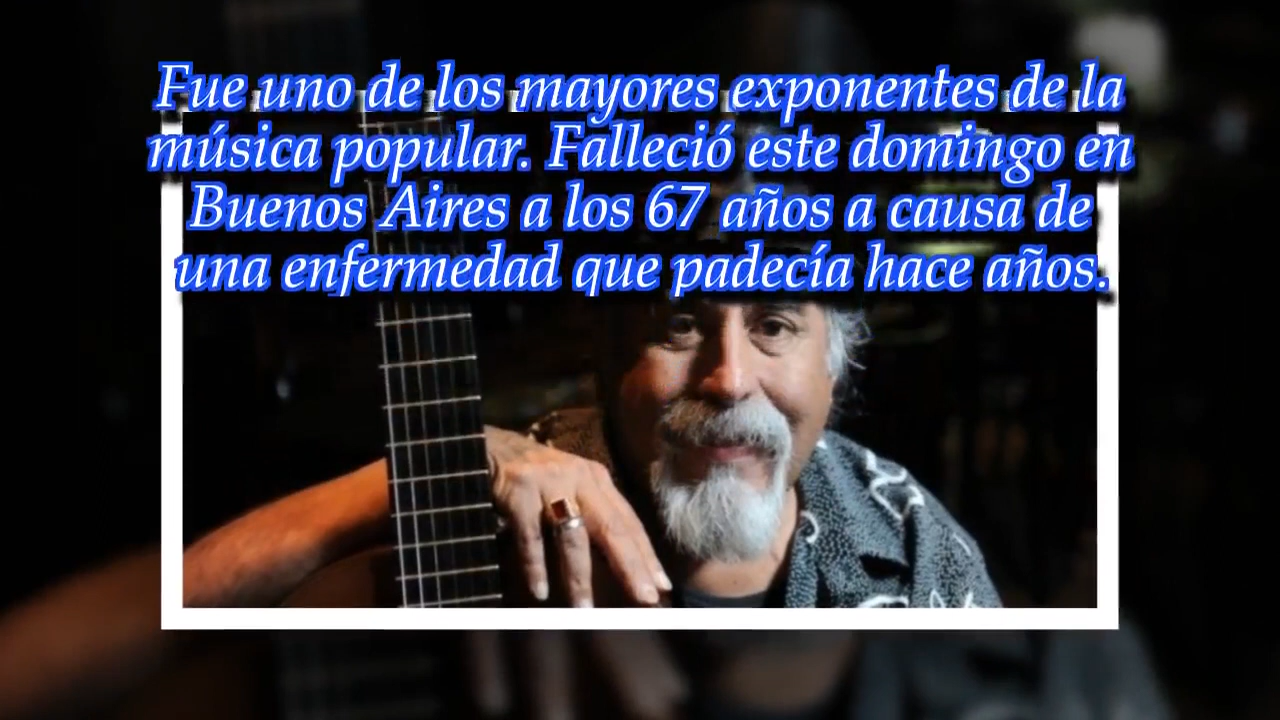 Fue uno de los mayores exponentes de la
música popular. Falleció este domingo en
Buenos Aires a los 67 años a causa de
una enfermedad que padecía hace años.